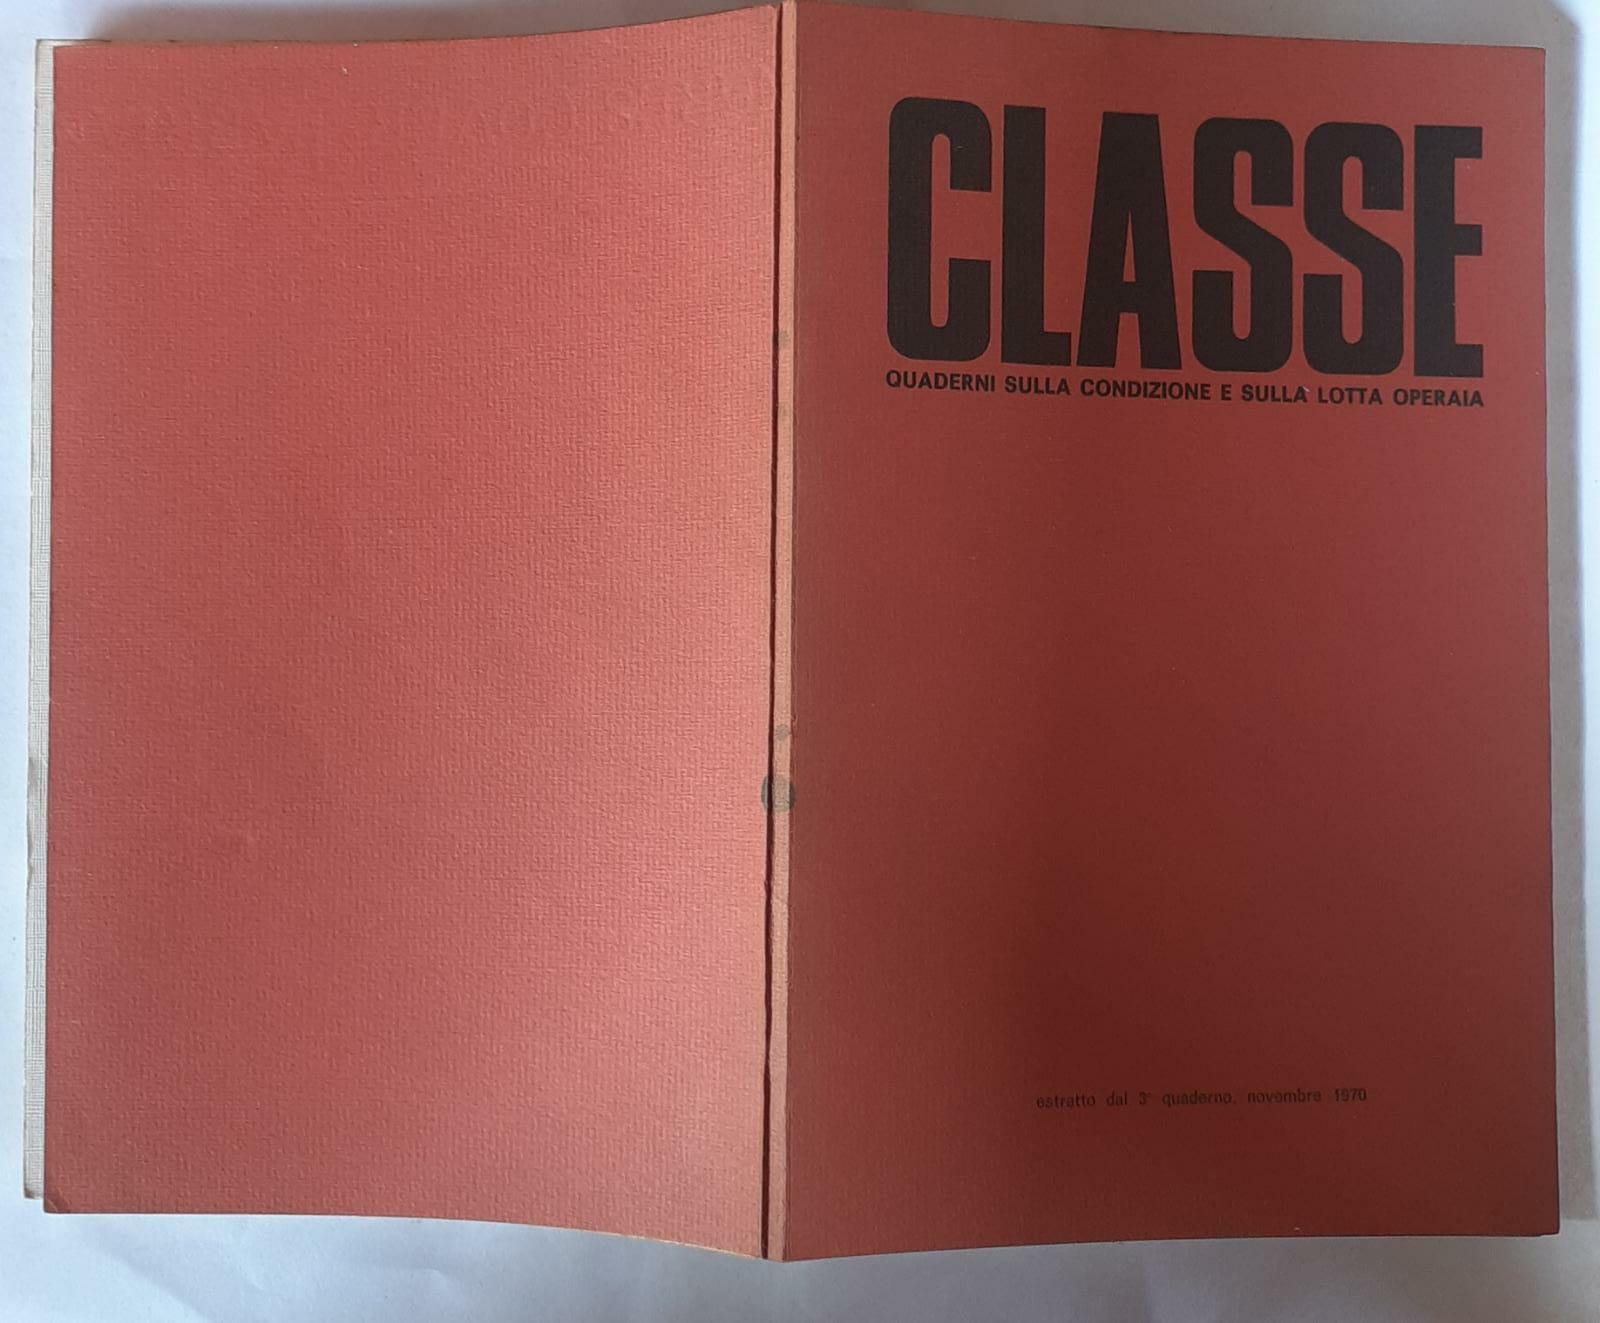 CLASSE
QUADERNI SULLA CONDIZIONE E SULLA LOTTA OPERAIA
estratto dal 3° quaderno, novembre 1970